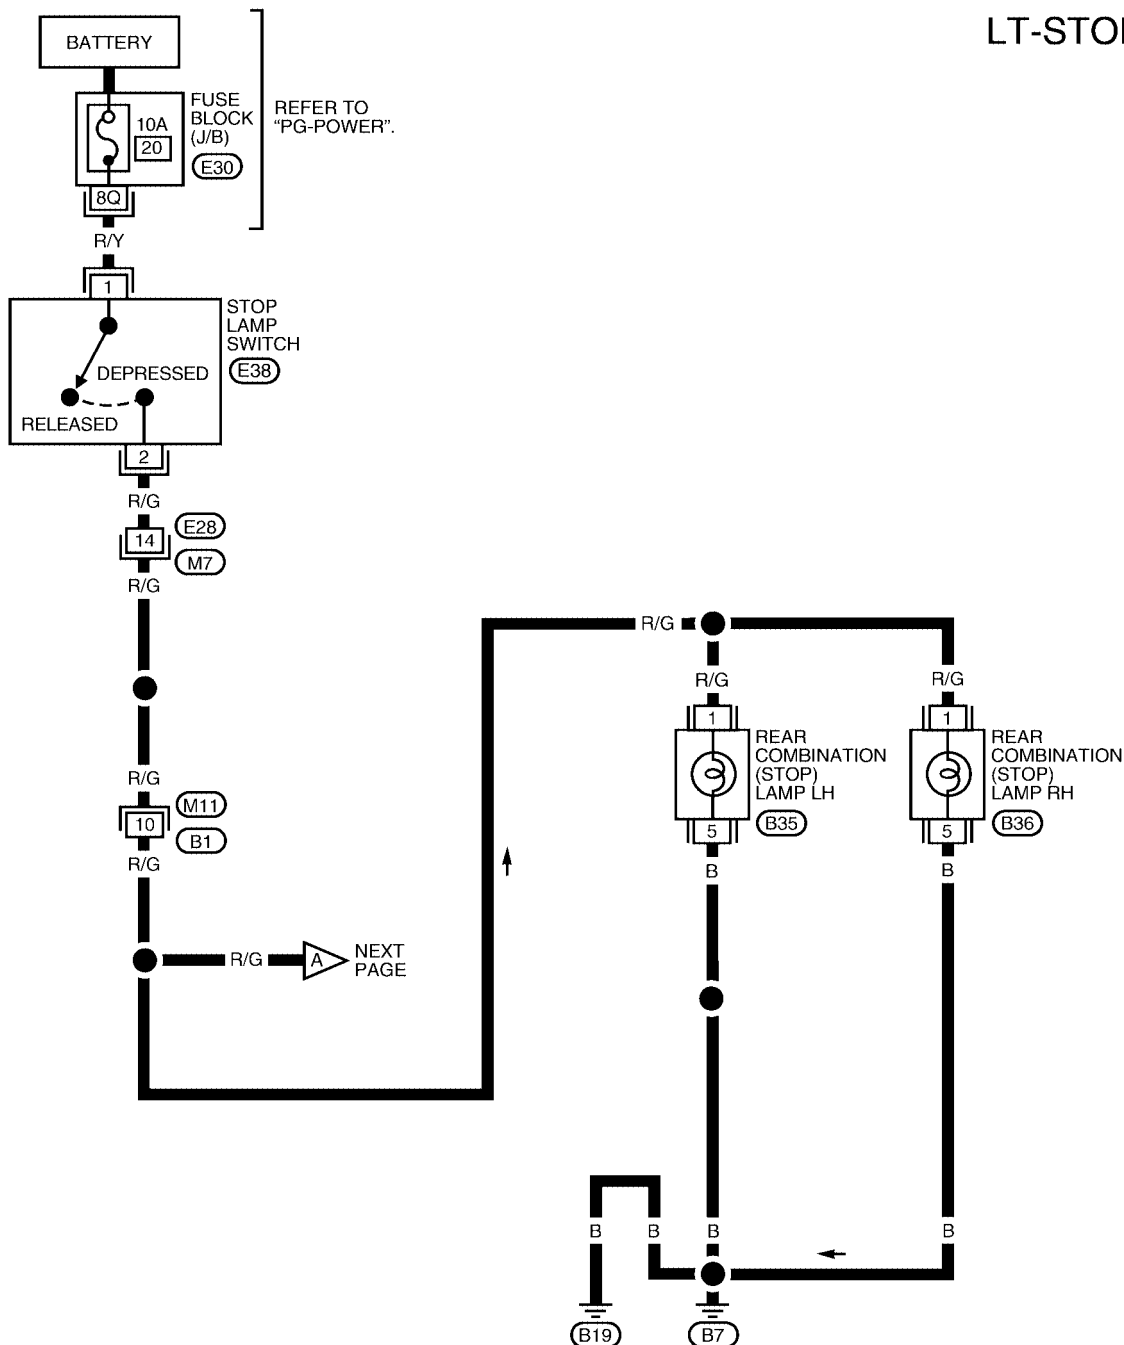 LT-STOP
BATTERY
FUSE
BLOCK
(J/B)
E30
10A
20
REFER TO
“PG-POWER”.
8Q
R/Y
1
STOP
LAMP
SWITCH
E38
DEPRESSED
RELEASED
2
R/G
14
E28
M7
R/G
R/G
10
M11
B1
R/G
R/G
A
NEXT
PAGE
R/G
R/G
R/G
1
REAR
COMBINATION
(STOP)
LAMP LH
B35
5
B
1
REAR
COMBINATION
(STOP)
LAMP RH
B36
5
B
B
B
B
B
B19
B7